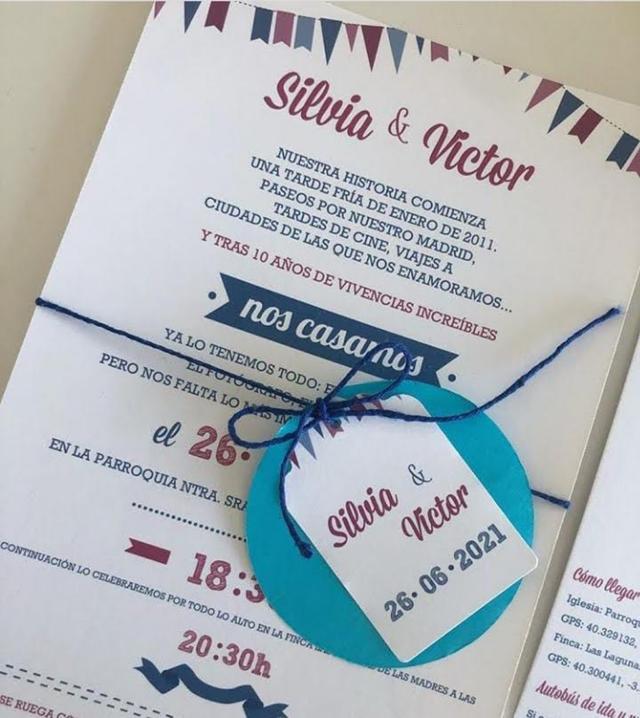 Silvia & Victor
NUESTRA HISTORIA COMIENZA
UNA TARDE FRÍA DE ENERO DE 2011.
PASEOS POR NUESTRO MADRID,
TARDES DE CINE, VIAJES A
CIUDADES DE LAS QUE NOS ENAMORAMOS...
Y TRAS 10 AÑOS DE VIVENCIAS INCREÍBLES
nos casamos
YA LO TENEMOS TODO:
EL FOTÓGRAFO,
PERO NOS FALTA LO MÁS
el 26·
EN LA PARROQUIA NTRA. SRA
18:3
CONTINUACIÓN LO CELEBRAREMOS POR TODO LO ALTO EN LA FINCA DE LAS MADRES A LAS
20:30h
SE RUEGA
Silvia &
Victor
26·06·2021
Cómo llegar
Iglesia:
GPS: 40.329132,
Finca: Las Laguna
GPS: 40.300441, -3.
Autobús de ida y